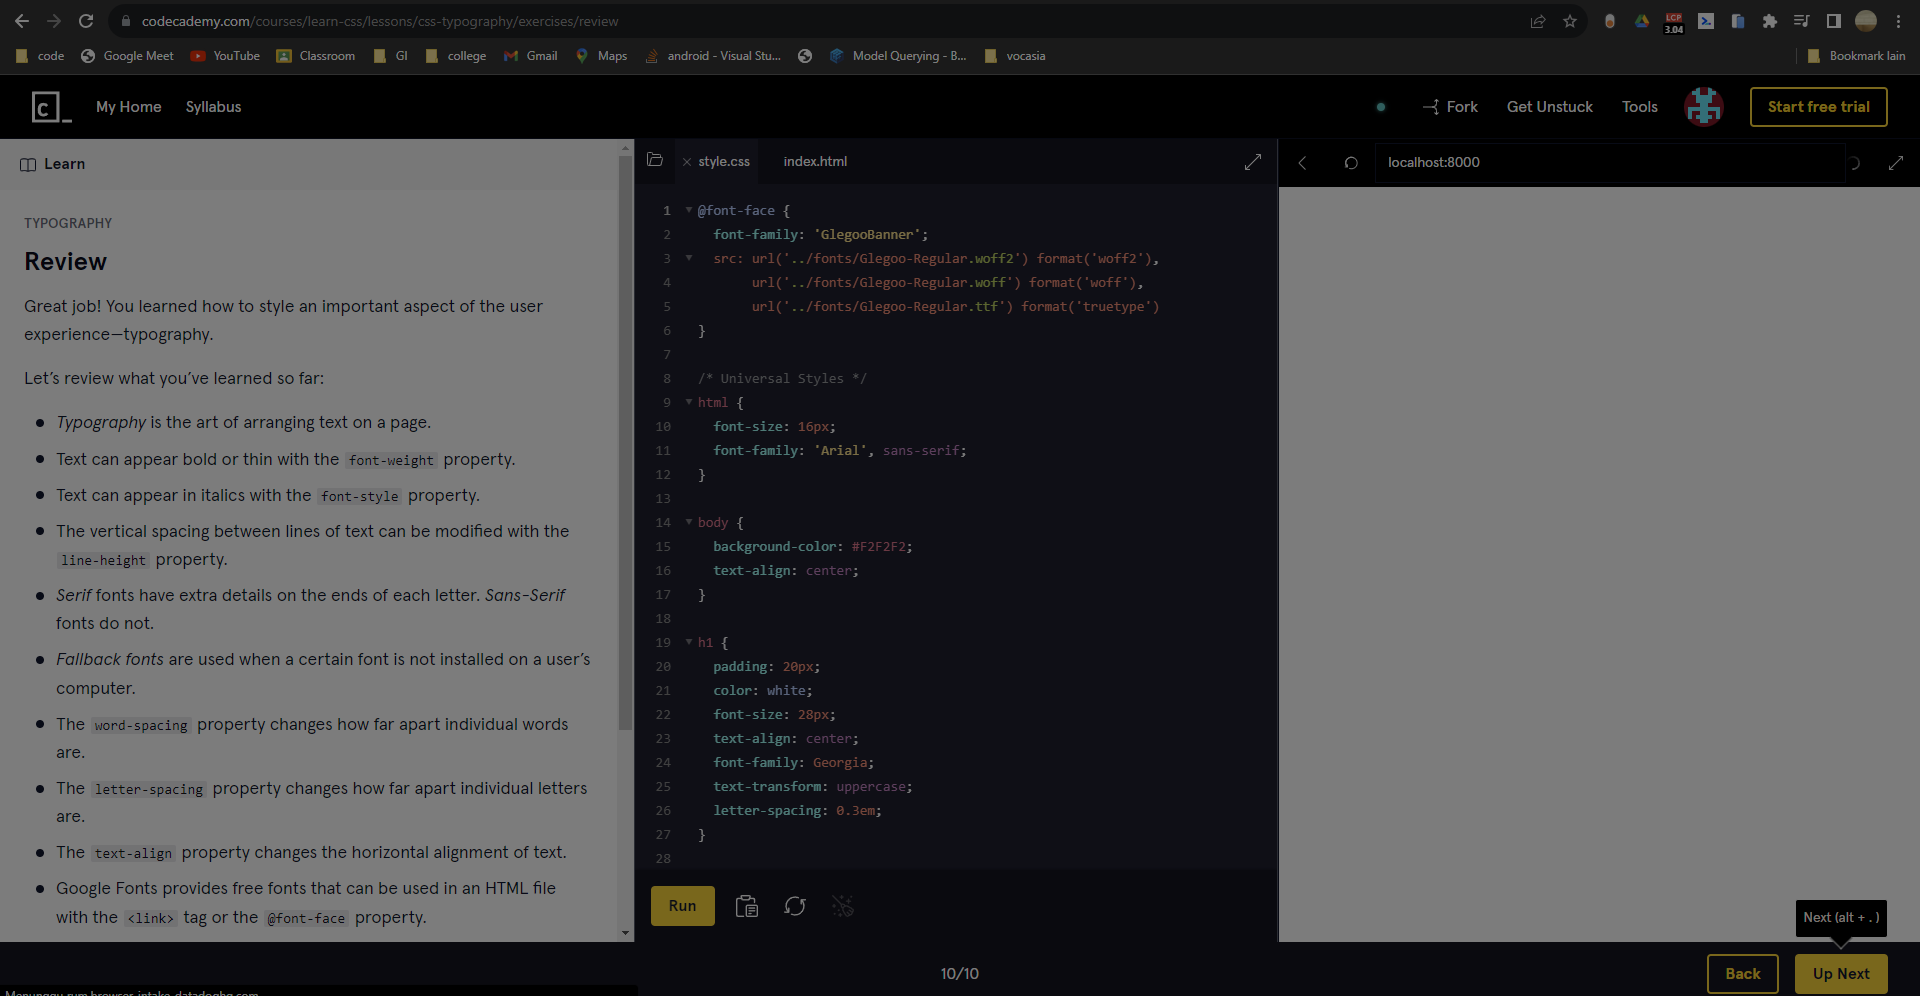 codecademy.com/courses/learn-css/lessons/css-typography/exercises/review
LCP
3.04
code
Google Meet
YouTube
Classroom
GI
college
Gmail
Maps
android - Visual Stu...
Model Querying - B...
vocasia
Bookmark lain
c_
My Home
Syllabus
Fork
Get Unstuck
Tools
Start free trial
Learn
TYPOGRAPHY
Review
Great job! You learned how to style an important aspect of the user
experience—typography.
Let’s review what you’ve learned so far:
Typography is the art of arranging text on a page.
Text can appear bold or thin with the font-weight property.
Text can appear in italics with the font-style property.
The vertical spacing between lines of text can be modified with the
line-height property.
Serif fonts have extra details on the ends of each letter. Sans-Serif
fonts do not.
Fallback fonts are used when a certain font is not installed on a user’s
computer.
The word-spacing property changes how far apart individual words
are.
The letter-spacing property changes how far apart individual letters
are.
The text-align property changes the horizontal alignment of text.
Google Fonts provides free fonts that can be used in an HTML file
with the <link> tag or the @font-face property.
style.css
index.html
1 @font-face {
2 font-family: 'GlegooBanner';
3 src: url('../fonts/Glegoo-Regular.woff2') format('woff2'),
4 url('../fonts/Glegoo-Regular.woff') format('woff'),
5 url('../fonts/Glegoo-Regular.ttf') format('truetype')
6 }
7
8 /* Universal Styles */
9 html {
10 font-size: 16px;
11 font-family: 'Arial', sans-serif;
12 }
13
14 body {
15 background-color: #F2F2F2;
16 text-align: center;
17 }
18
19 h1 {
20 padding: 20px;
21 color: white;
22 font-size: 28px;
23 text-align: center;
24 font-family: Georgia;
25 text-transform: uppercase;
26 letter-spacing: 0.3em;
27 }
28
Run
localhost:8000
Next (alt + . )
10/10
Back
Up Next
Menunggu rum.browser-intake-datadoghq.com...